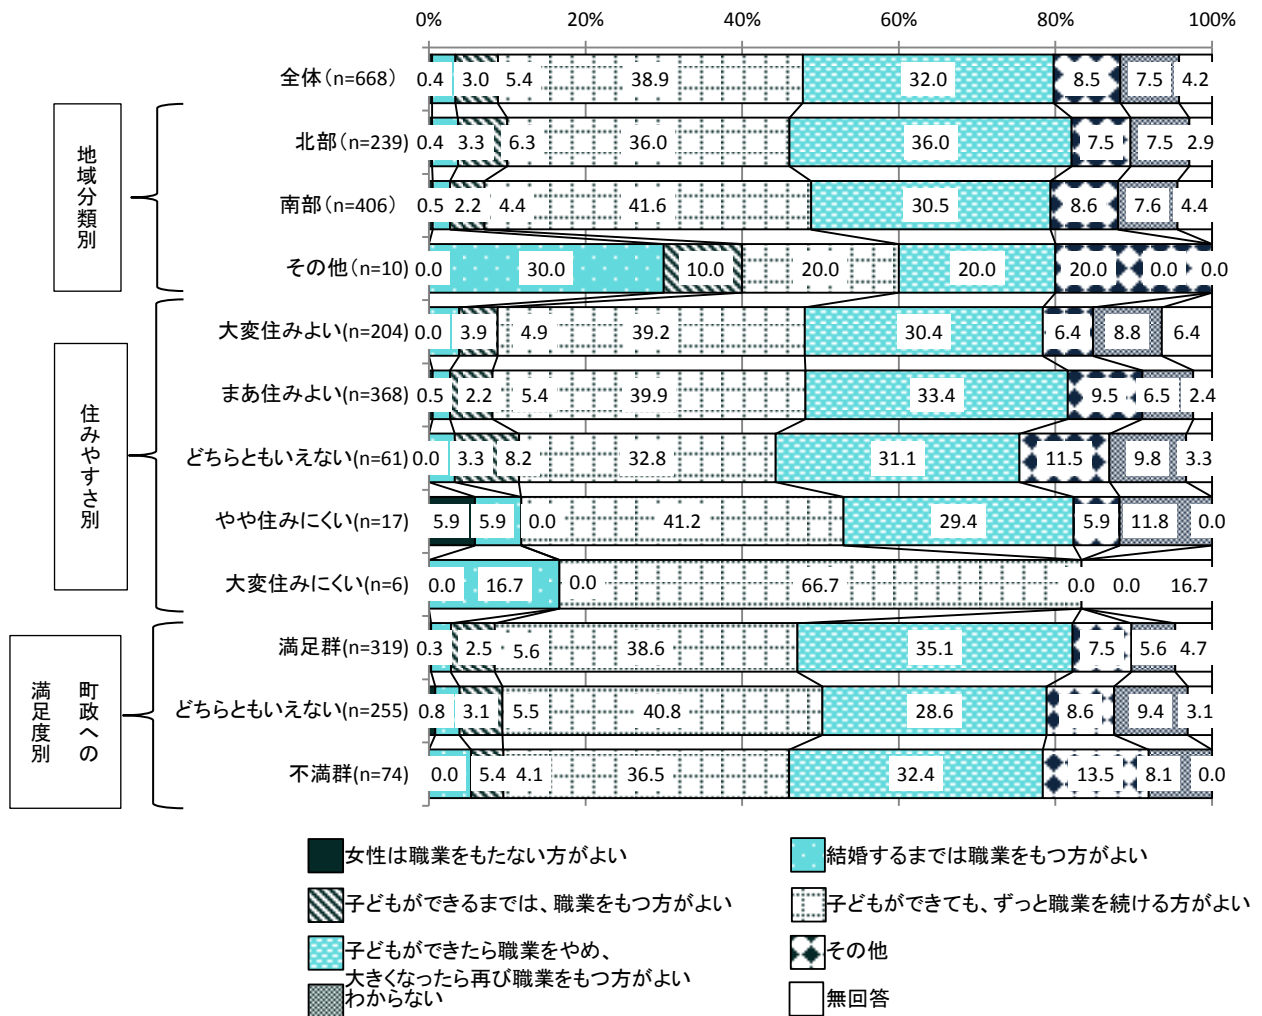 0% 20% 40% 60% 80% 100%
全体(n=668) 0.4 3.0 5.4 38.9 32.0 8.5 7.5 4.2
地域分類別
北部(n=239) 0.4 3.3 6.3 36.0 36.0 7.5 7.5 2.9
南部(n=406) 0.5 2.2 4.4 41.6 30.5 8.6 7.6 4.4
その他(n=10) 0.0 30.0 10.0 20.0 20.0 20.0 0.0 0.0
住みやすさ別
大変住みよい(n=204) 0.0 3.9 4.9 39.2 30.4 6.4 8.8 6.4
まあ住みよい(n=368) 0.5 2.2 5.4 39.9 33.4 9.5 6.5 2.4
どちらともいえない(n=61) 0.0 3.3 8.2 32.8 31.1 11.5 9.8 3.3
やや住みにくい(n=17) 5.9 5.9 0.0 41.2 29.4 5.9 11.8 0.0
大変住みにくい(n=6) 0.0 16.7 0.0 66.7 0.0 0.0 16.7
町政への
満足度別
満足群(n=319) 0.3 2.5 5.6 38.6 35.1 7.5 5.6 4.7
どちらともいえない(n=255) 0.8 3.1 5.5 40.8 28.6 8.6 9.4 3.1
不満群(n=74) 0.0 5.4 4.1 36.5 32.4 13.5 8.1 0.0
女性は職業をもたない方がよい
結婚するまでは職業をもつ方がよい
子どもができるまでは、職業をもつ方がよい
子どもができても、ずっと職業を続ける方がよい
子どもができたら職業をやめ、
大きくなったら再び職業をもつ方がよい
その他
わからない
無回答